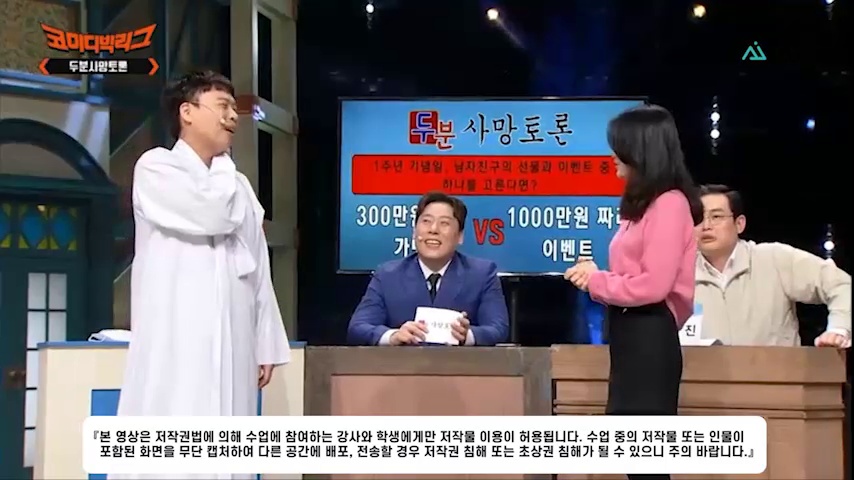 코미디빅리그
두분사망토론
두분 사망토론
1주년 기념일, 남자친구의 선물과 이벤트 중
하나를 고른다면?
300만원
VS
1000만원
이벤트
진
『본 영상은 저작권법에 의해 수업에 참여하는 강사와 학생에게만 저작물 이용이 허용됩니다. 수업 중의 저작물 또는 인물이
포함된 화면을 무단 캡처하여 다른 공간에 배포, 전송할 경우 저작권 침해 또는 초상권 침해가 될 수 있으니 주의 바랍니다.』